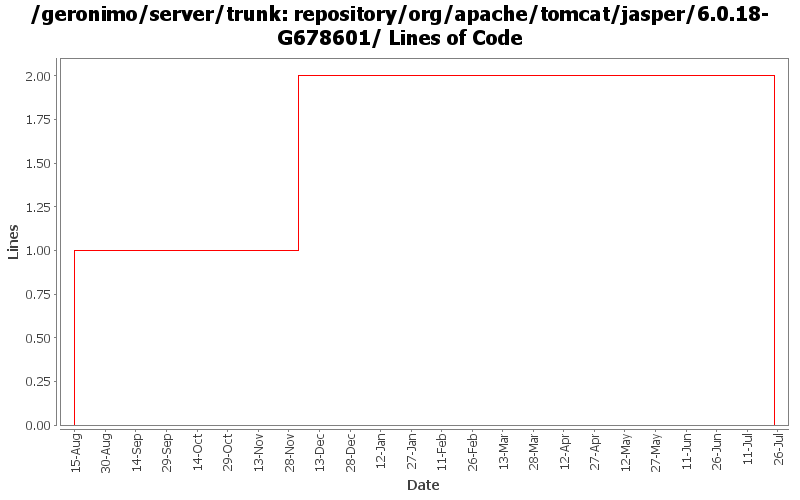 /geronimo/server/trunk: repository/org/apache/tomcat/jasper/6.0.18-
G678601/ Lines of Code
2.00
1.75
1.50
1.25
1.00
0.75
0.50
0.25
0.00
Lines
15-Aug
30-Aug
14-Sep
29-Sep
14-Oct
29-Oct
13-Nov
28-Nov
13-Dec
28-Dec
12-Jan
27-Jan
11-Feb
26-Feb
13-Mar
28-Mar
12-Apr
27-Apr
12-May
27-May
11-Jun
26-Jun
11-Jul
26-Jul
Date